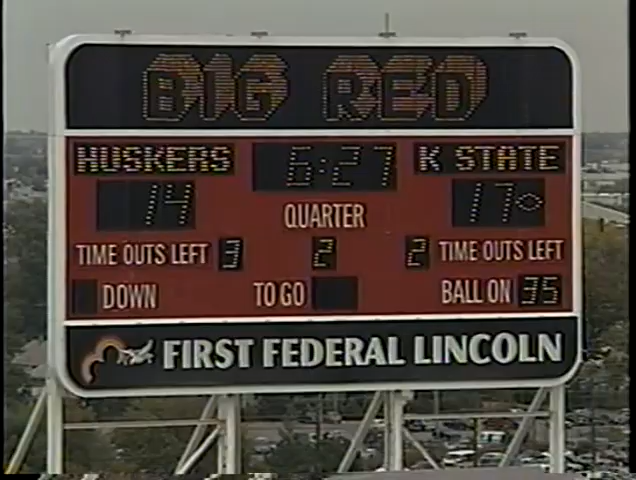 BIG RED
HUSKERS 6:27 K STATE
14 QUARTER 17
TIME OUTS LEFT 3 2 2 TIME OUTS LEFT
DOWN TO GO BALL ON 35
FIRST FEDERAL LINCOLN